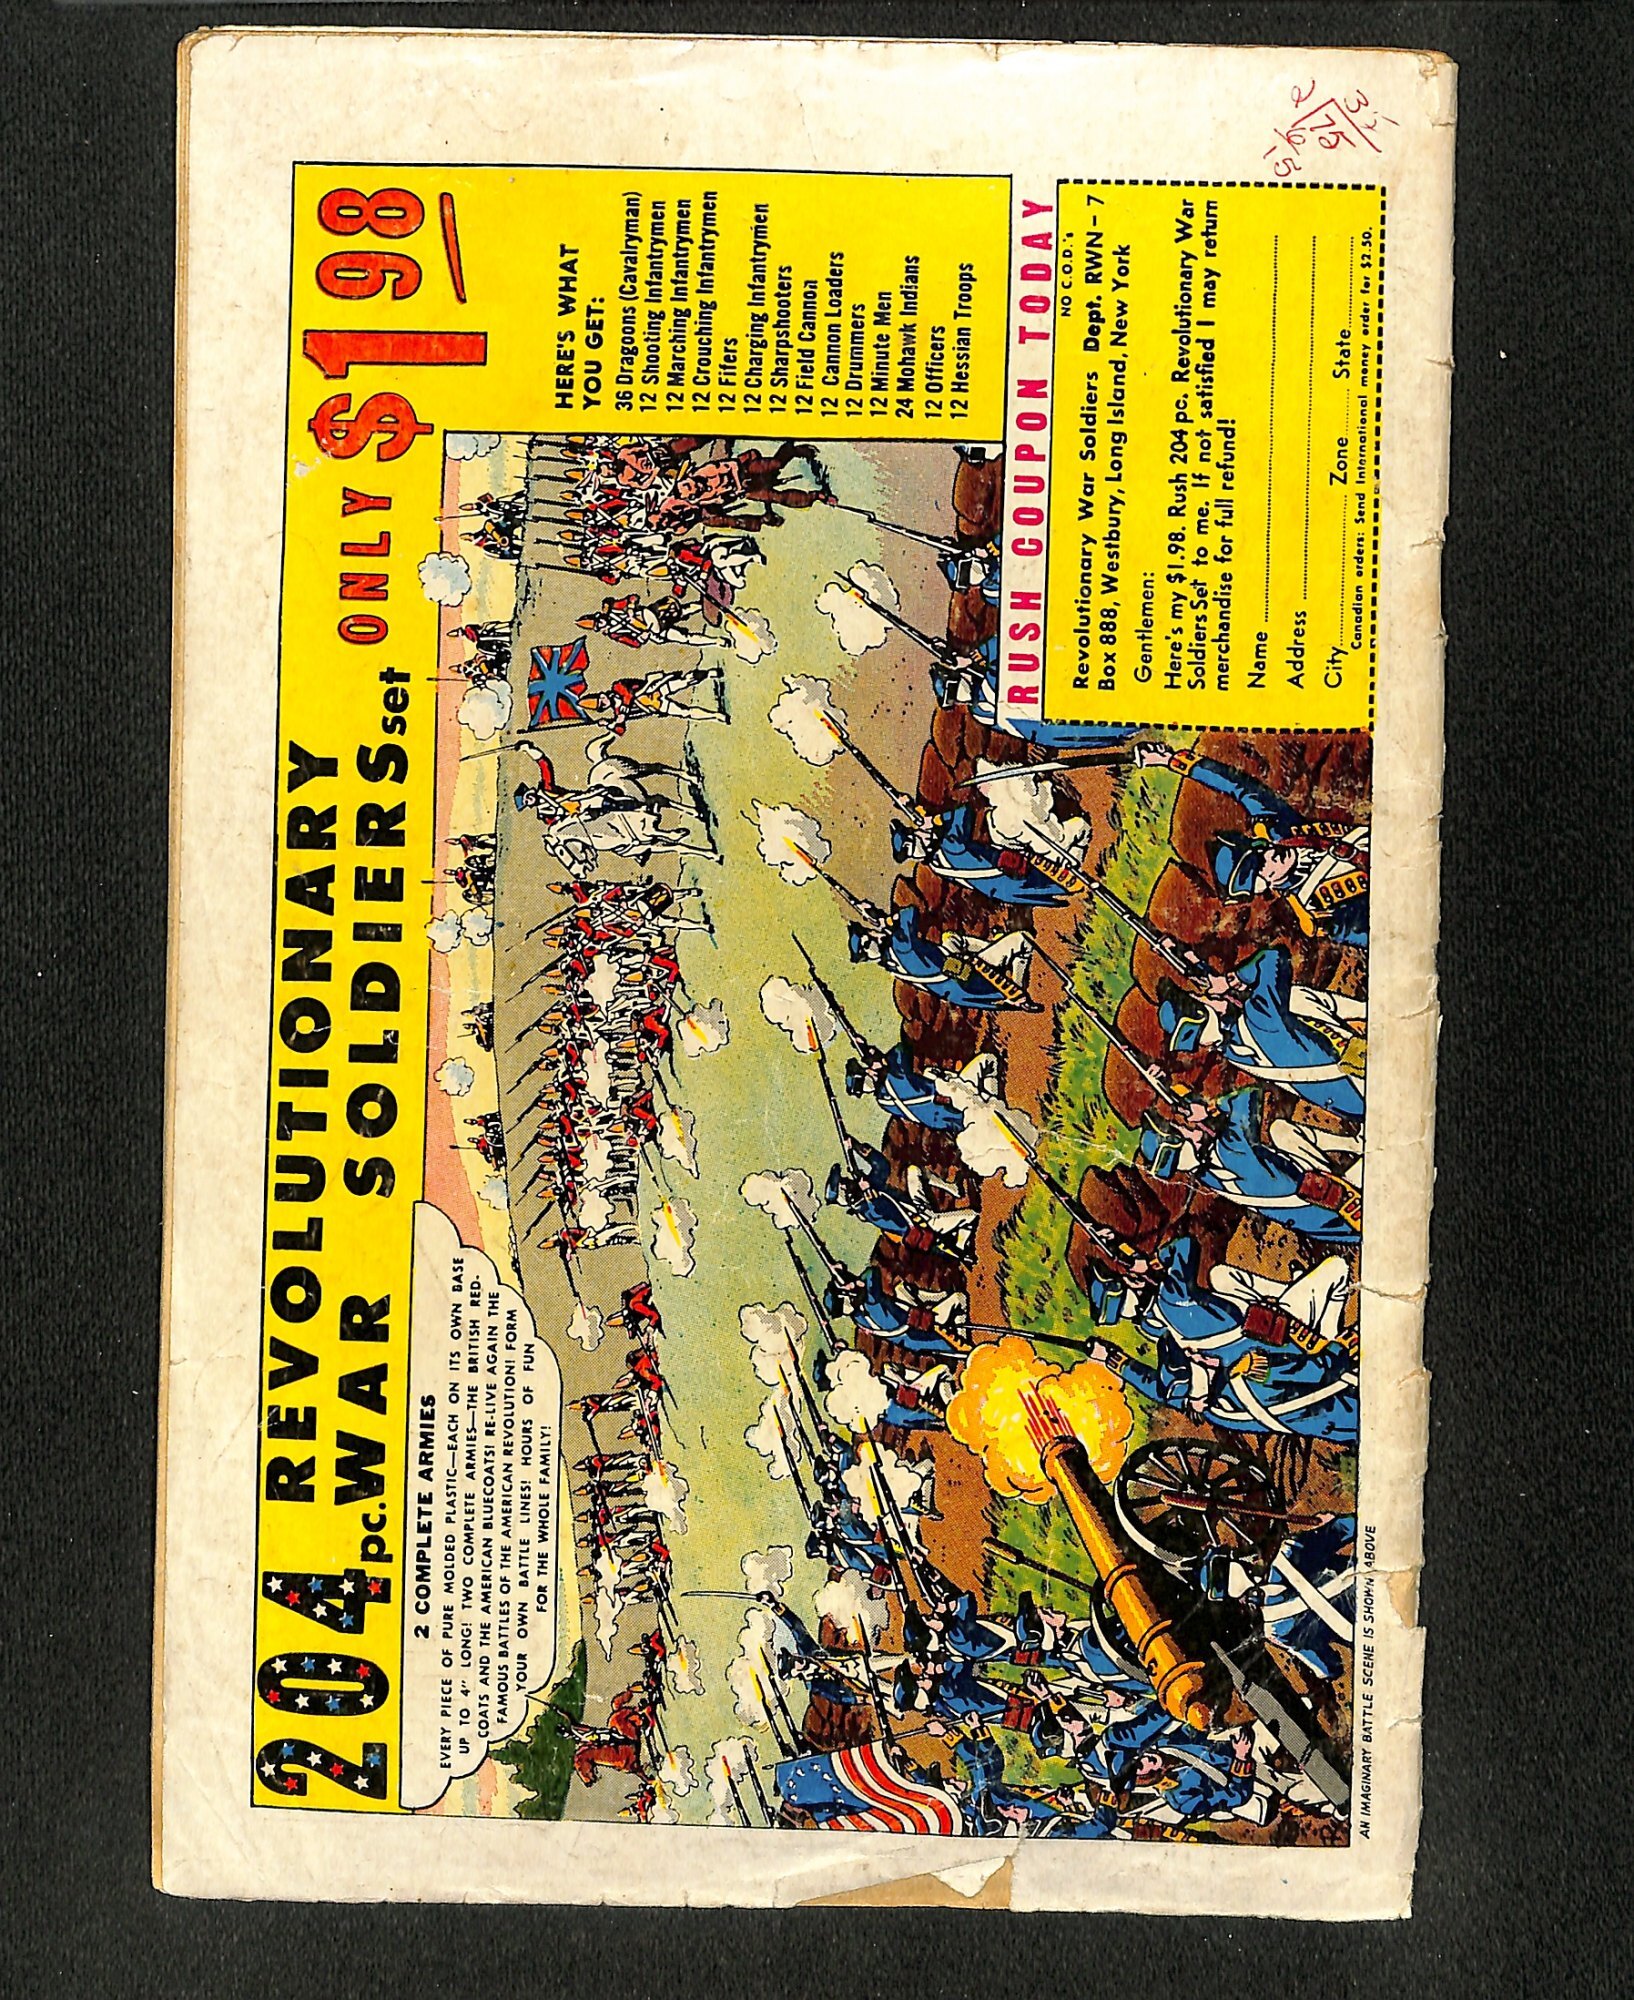 204 REVOLUTIONARY
pc. WAR SOLDIERS set
ONLY $1 98
2 COMPLETE ARMIES
EVERY PIECE OF PURE MOLDED PLASTIC—EACH ON ITS OWN BASE
UP TO 4" LONG! TWO COMPLETE ARMIES—THE BRITISH RED-
COATS AND THE AMERICAN BLUECOATS! RE-LIVE AGAIN THE
FAMOUS BATTLES OF THE AMERICAN REVOLUTION! FORM
YOUR OWN BATTLE LINES! HOURS OF FUN
FOR THE WHOLE FAMILY!
HERE'S WHAT
YOU GET:
36 Dragoons (Cavalryman)
12 Shooting Infantrymen
12 Marching Infantrymen
12 Crouching Infantrymen
12 Fifers
12 Charging Infantrymen
12 Sharpshooters
12 Field Cannon
12 Cannon Loaders
12 Drummers
12 Minute Men
24 Mohawk Indians
12 Officers
12 Hessian Troops
RUSH COUPON TODAY
NO C.O.D.'s
Revolutionary War Soldiers Dept. RWN - 7
Box 888, Westbury, Long Island, New York
Gentlemen:
Here's my $1.98. Rush 204 pc. Revolutionary War
Soldiers Set to me. If not satisfied I may return
merchandise for full refund!
Name
Address
City Zone State
Canadian orders: Send International money order for $2.50.
AN IMAGINARY BATTLE SCENE IS SHOWN ABOVE